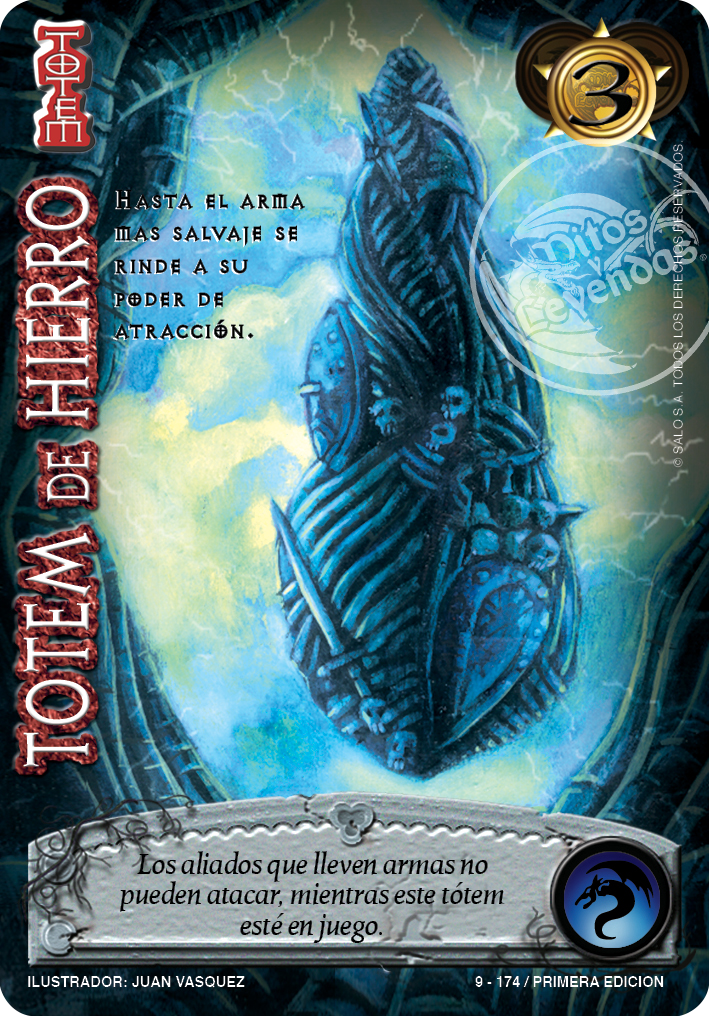 TOTEM
3
TOTEM DE HIERRO
HASTA EL ARMA
MAS SALVAJE SE
RINDE A SU
PODER DE
ATRACCIÓN.
Mitos
y
Leyendas
®
© SALO S.A. TODOS LOS DERECHOS RESERVADOS
Los aliados que lleven armas no
pueden atacar, mientras este tótem
esté en juego.
ILUSTRADOR: JUAN VASQUEZ
9 - 174 / PRIMERA EDICION